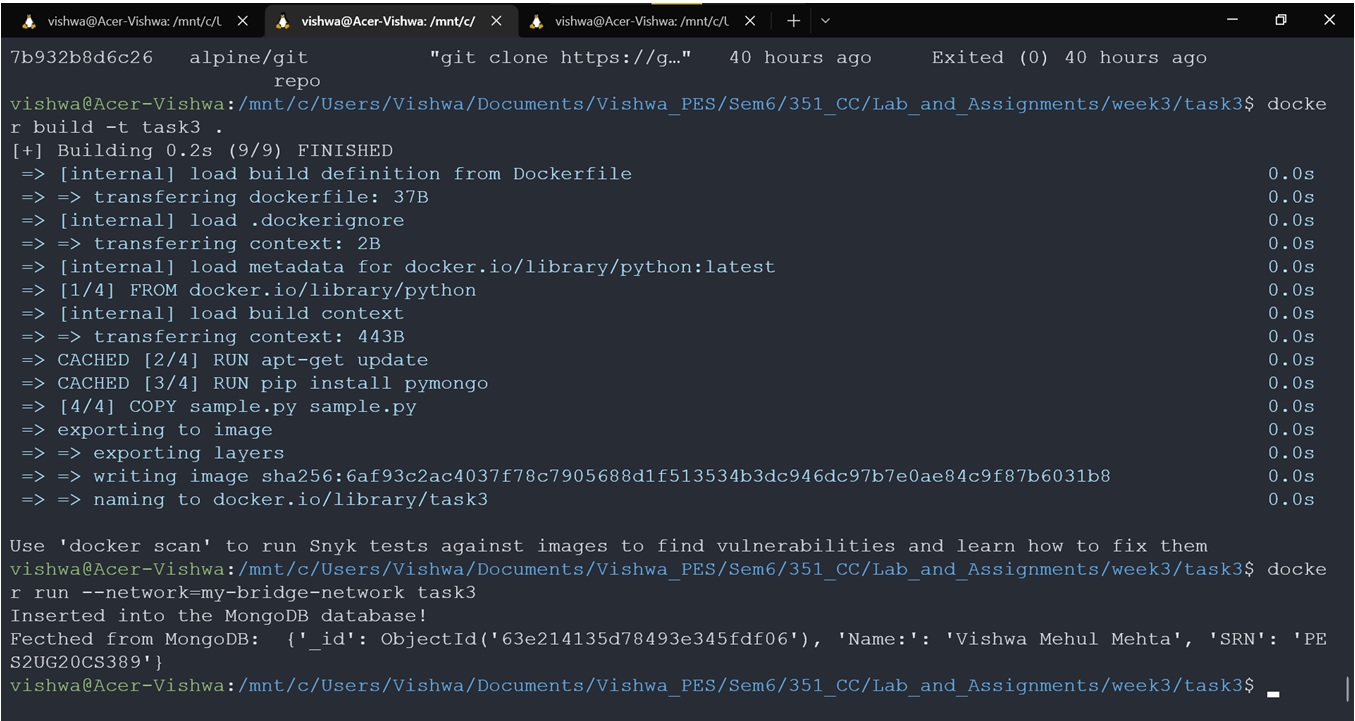 vishwa@Acer-Vishwa: /mnt/c/U
vishwa@Acer-Vishwa: /mnt/c/
vishwa@Acer-Vishwa: /mnt/c/U
7b932b8d6c26   alpine/git          "git clone https://g…"   40 hours ago     Exited (0) 40 hours ago
repo
vishwa@Acer-Vishwa:/mnt/c/Users/Vishwa/Documents/Vishwa_PES/Sem6/351_CC/Lab_and_Assignments/week3/task3$ docke
r build -t task3 .
[+] Building 0.2s (9/9) FINISHED
=> [internal] load build definition from Dockerfile 0.0s
=> => transferring dockerfile: 37B 0.0s
=> [internal] load .dockerignore 0.0s
=> => transferring context: 2B 0.0s
=> [internal] load metadata for docker.io/library/python:latest 0.0s
=> [1/4] FROM docker.io/library/python 0.0s
=> [internal] load build context 0.0s
=> => transferring context: 443B 0.0s
=> CACHED [2/4] RUN apt-get update 0.0s
=> CACHED [3/4] RUN pip install pymongo 0.0s
=> [4/4] COPY sample.py sample.py 0.0s
=> exporting to image 0.0s
=> => exporting layers 0.0s
=> => writing image sha256:6af93c2ac4037f78c7905688d1f513534b3dc946dc97b7e0ae84c9f87b6031b8 0.0s
=> => naming to docker.io/library/task3 0.0s
Use 'docker scan' to run Snyk tests against images to find vulnerabilities and learn how to fix them
vishwa@Acer-Vishwa:/mnt/c/Users/Vishwa/Documents/Vishwa_PES/Sem6/351_CC/Lab_and_Assignments/week3/task3$ docke
r run --network=my-bridge-network task3
Inserted into the MongoDB database!
Fecthed from MongoDB:  {'_id': ObjectId('63e214135d78493e345fdf06'), 'Name:': 'Vishwa Mehul Mehta', 'SRN': 'PE
S2UG20CS389'}
vishwa@Acer-Vishwa:/mnt/c/Users/Vishwa/Documents/Vishwa_PES/Sem6/351_CC/Lab_and_Assignments/week3/task3$